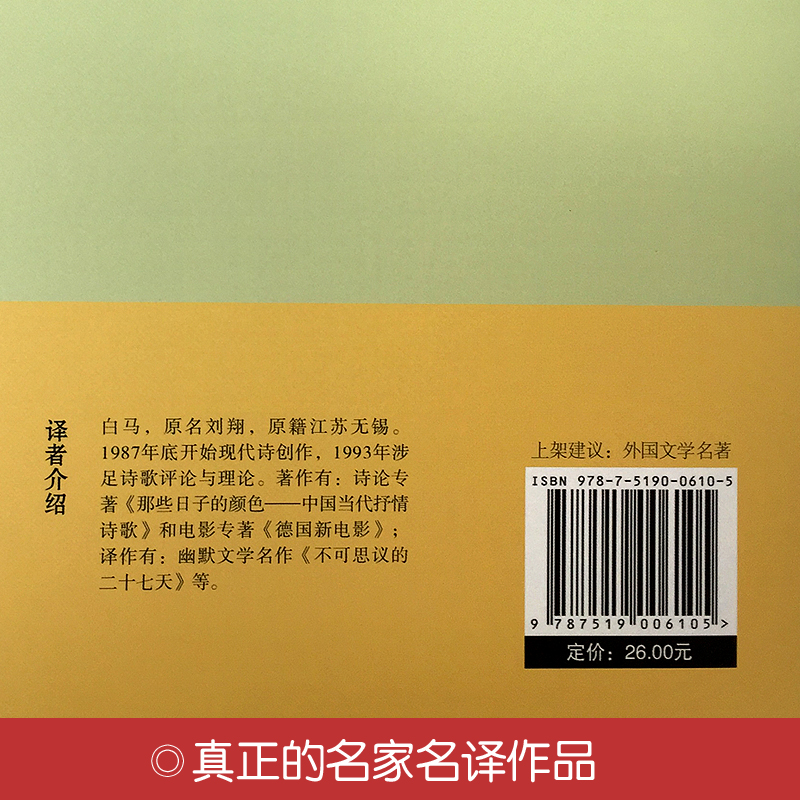 译者介绍
白马，原名刘翔，原籍江苏无锡。
1987年底开始现代诗创作，1993年涉
足诗歌评论与理论。著作有：诗论专
著《那些日子的颜色——中国当代抒情
诗歌》和电影专著《德国新电影》；
译作有：幽默文学名作《不可思议的
二十七天》等。
上架建议：外国文学名著
ISBN 978-7-5190-0610-5
9 787519 006105 >
定价：26.00元
◎真正的名家名译作品